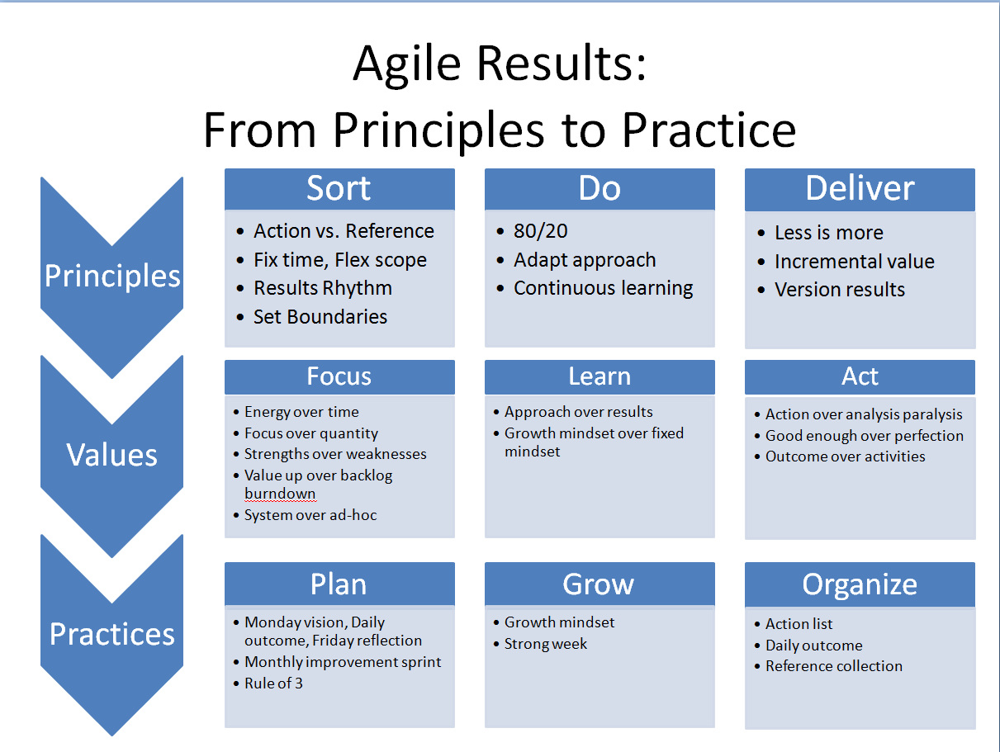 Agile Results:
From Principles to Practice
Principles
Sort
• Action vs. Reference
• Fix time, Flex scope
• Results Rhythm
• Set Boundaries
Do
• 80/20
• Adapt approach
• Continuous learning
Deliver
• Less is more
• Incremental value
• Version results
Values
Focus
• Energy over time
• Focus over quantity
• Strengths over weaknesses
• Value up over backlog
burndown
• System over ad-hoc
Learn
• Approach over results
• Growth mindset over fixed
mindset
Act
• Action over analysis paralysis
• Good enough over perfection
• Outcome over activities
Practices
Plan
• Monday vision, Daily
outcome, Friday reflection
• Monthly improvement sprint
• Rule of 3
Grow
• Growth mindset
• Strong week
Organize
• Action list
• Daily outcome
• Reference collection